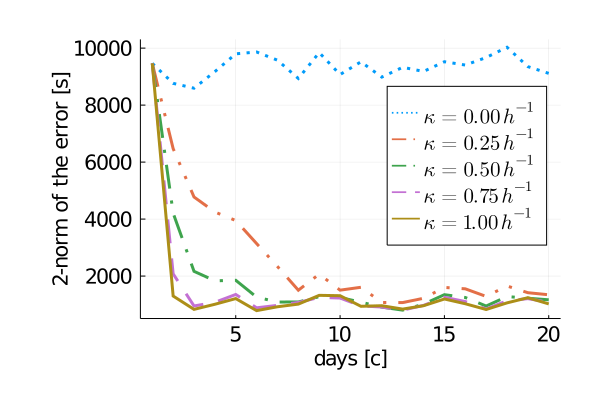 10000
8000
6000
4000
2000
2-norm of the error [s]
κ = 0.00 h⁻¹
κ = 0.25 h⁻¹
κ = 0.50 h⁻¹
κ = 0.75 h⁻¹
κ = 1.00 h⁻¹
5 10 15 20
days [c]